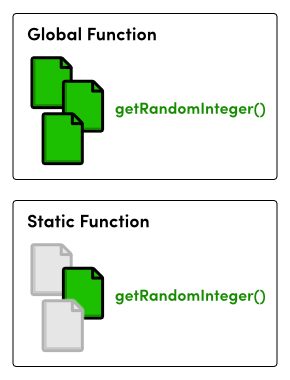 Global Function
getRandomInteger()
Static Function
getRandomInteger()